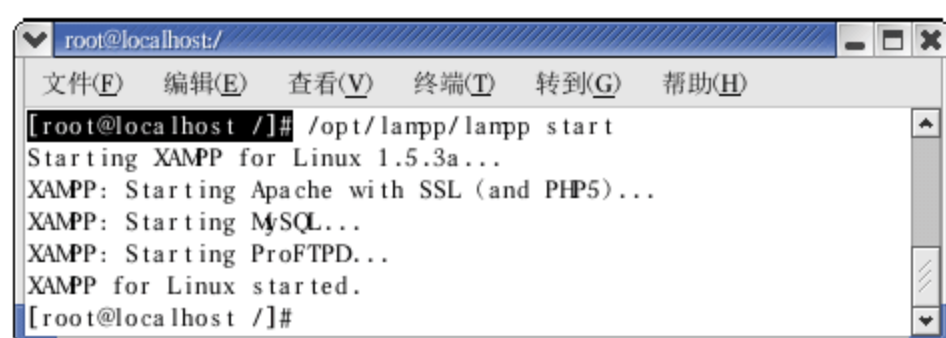 root@localhost:/
文件(F) 编辑(E) 查看(V) 终端(T) 转到(G) 帮助(H)
[root@localhost /]# /opt/lampp/lampp start
Starting XAMPP for Linux 1.5.3a...
XAMPP: Starting Apache with SSL (and PHP5)...
XAMPP: Starting MySQL...
XAMPP: Starting ProFTPD...
XAMPP for Linux started.
[root@localhost /]#